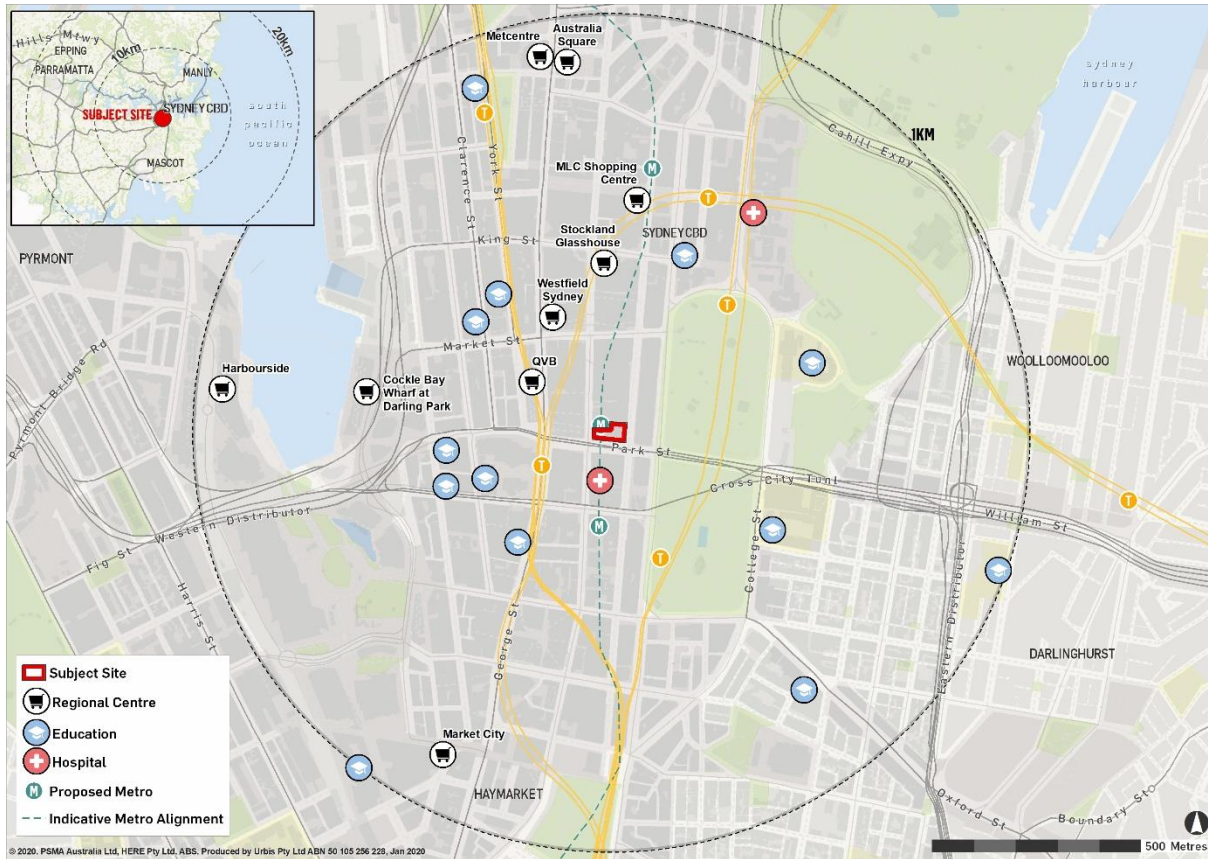 Hills Mtwy
EPPING
PARRAMATTA
10km
20km
MANLY
SYDNEY CBD
SUBJECT SITE
south
pacific
ocean
MASCOT
Metcentre
Australia
Square
sydney
harbour
1KM
Cahill Expy
T
York St
Clarence St
M
MLC Shopping
Centre
T
SYDNEY CBD
Stockland
Glasshouse
King St
PYRMONT
Westfield
Sydney
T
Market St
WOOLLOOMOOLOO
Pyrmont Bridge Rd
Harbourside
Cockle Bay
Wharf at
Darling Park
QVB
M
Park St
T
Cross City Tunl
William St
T
Fig St
Western Distributor
M
T
College St
Harris St
George St
Eastern Distributor
DARLINGHURST
Subject Site
Regional Centre
Education
Hospital
M Proposed Metro
Indicative Metro Alignment
Market City
HAYMARKET
Oxford St
Boundary St
500 Metres
© 2020. PSMA Australia Ltd, HERE Pty Ltd. ABS. Produced by Urbis Pty Ltd ABN 50 105 256 228, Jan 2020